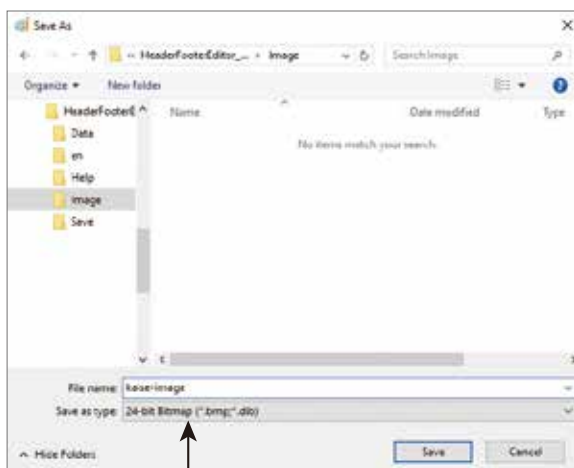 Save As
HeaderFooterEditor_... Image Search Image
Organize New folder
HeaderFooterE Name Date modified Type
Data No items match your search.
en
Help
Image
Save
File name: base-image
Save as type: 24-bit Bitmap (*.bmp;*.dib)
Hide Folders Save Cancel